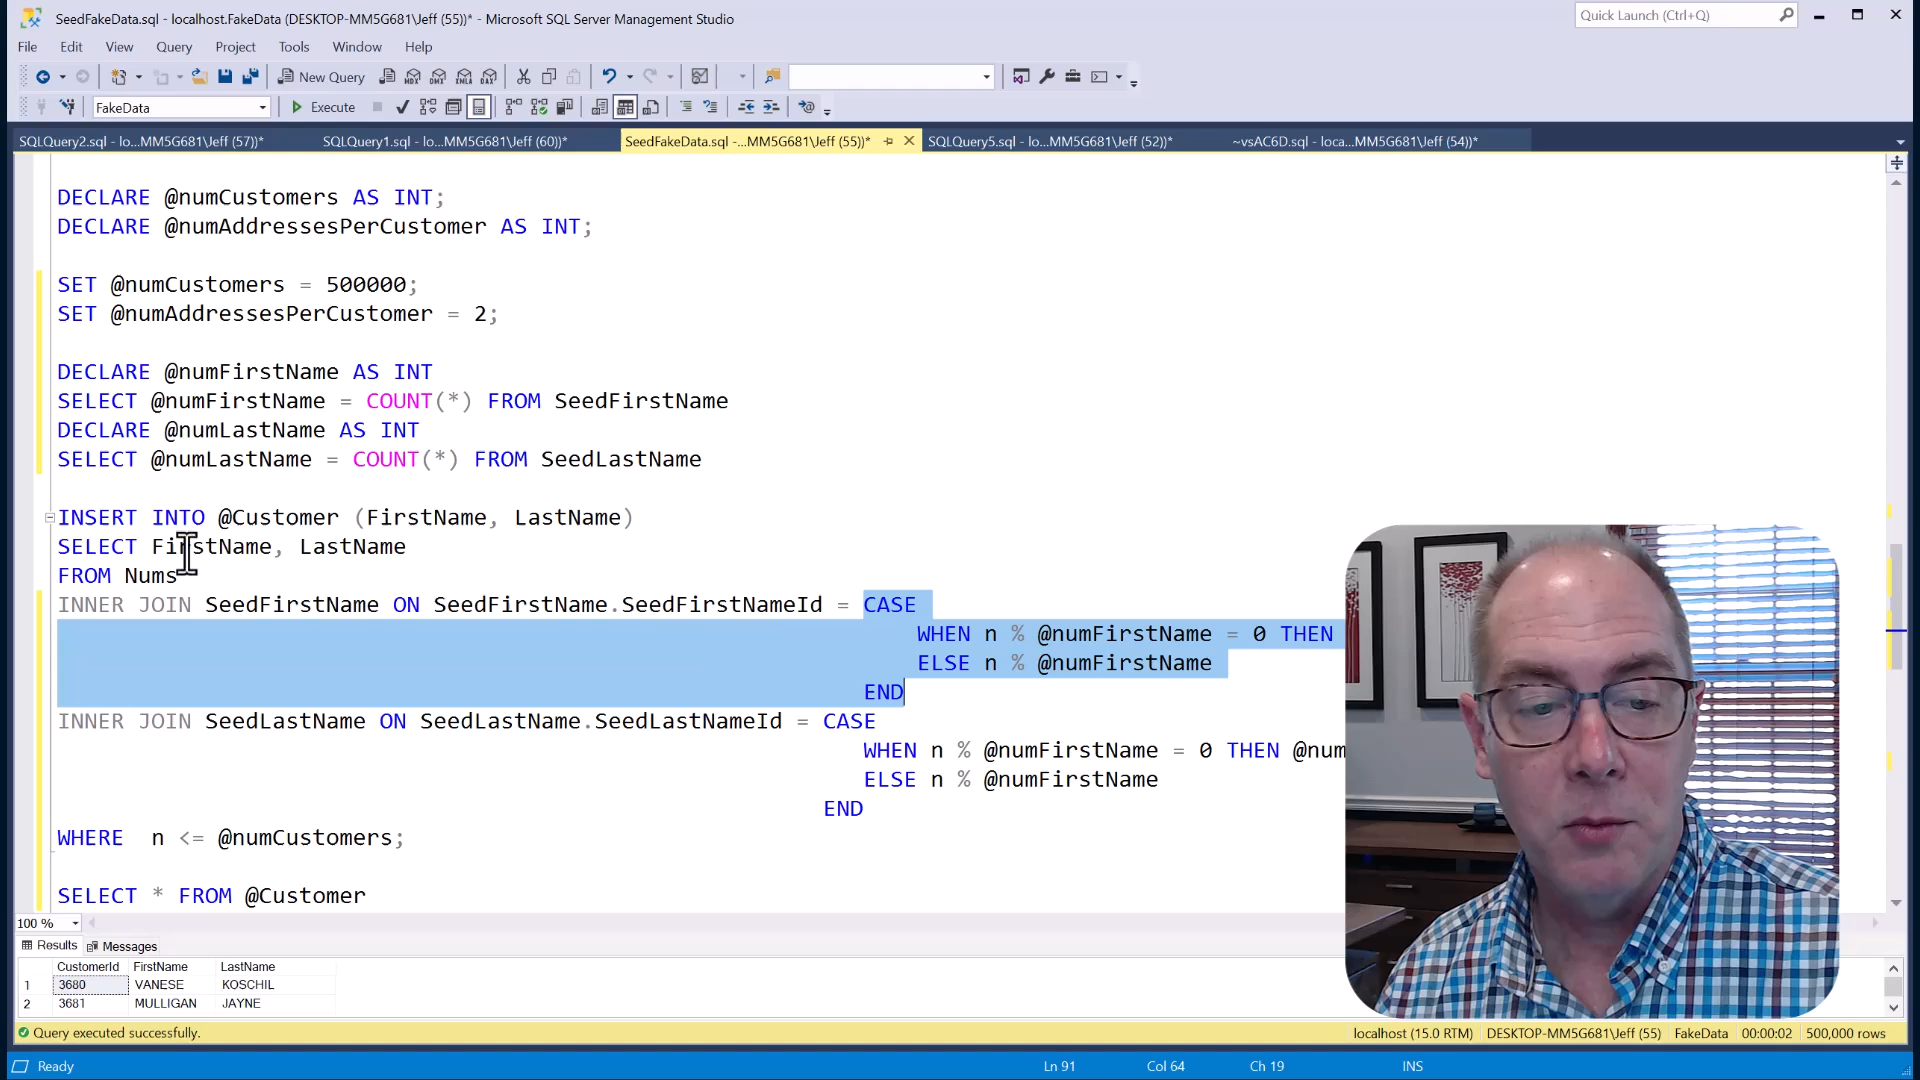 SeedFakeData.sql - localhost.FakeData (DESKTOP-MM5G681\Jeff (55))* - Microsoft SQL Server Management Studio
Quick Launch (Ctrl+Q)
File Edit View Query Project Tools Window Help
New Query
MDX DMX XMLA DAX
FakeData
Execute
SQLQuery2.sql - lo...MM5G681\Jeff (57))*
SQLQuery1.sql - lo...MM5G681\Jeff (60))*
SeedFakeData.sql -...MM5G681\Jeff (55))*
SQLQuery5.sql - lo...MM5G681\Jeff (52))*
~vsAC6D.sql - loca...MM5G681\Jeff (54))*
DECLARE @numCustomers AS INT;
DECLARE @numAddressesPerCustomer AS INT;
SET @numCustomers = 500000;
SET @numAddressesPerCustomer = 2;
DECLARE @numFirstName AS INT
SELECT @numFirstName = COUNT(*) FROM SeedFirstName
DECLARE @numLastName AS INT
SELECT @numLastName = COUNT(*) FROM SeedLastName
INSERT INTO @Customer (FirstName, LastName)
SELECT FirstName, LastName
FROM Nums
INNER JOIN SeedFirstName ON SeedFirstName.SeedFirstNameId = CASE
WHEN n % @numFirstName = 0 THEN
ELSE n % @numFirstName
END
INNER JOIN SeedLastName ON SeedLastName.SeedLastNameId = CASE
WHEN n % @numFirstName = 0 THEN @num
ELSE n % @numFirstName
END
WHERE n <= @numCustomers;
SELECT * FROM @Customer
100 %
Results Messages
CustomerId FirstName LastName
1 3680 VANESE KOSCHIL
2 3681 MULLIGAN JAYNE
Query executed successfully.
localhost (15.0 RTM) DESKTOP-MM5G681\Jeff (55) FakeData 00:00:02 500,000 rows
Ready
Ln 91 Col 64 Ch 19 INS